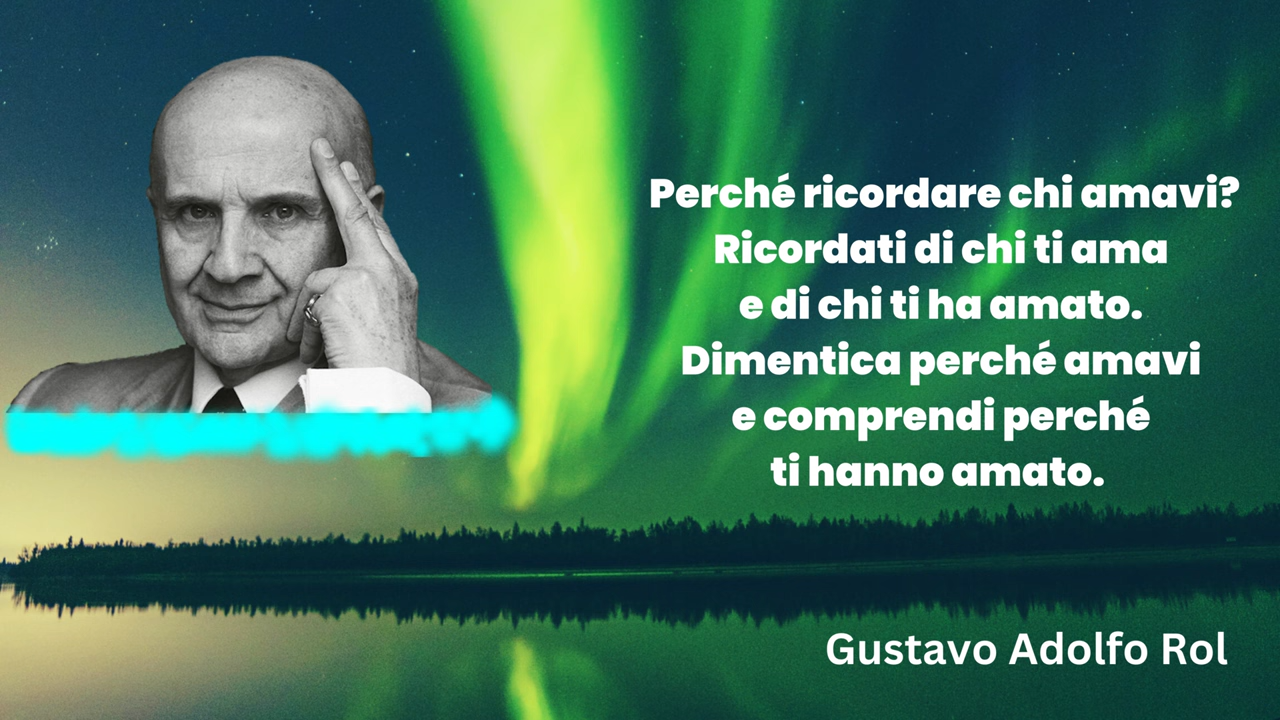 Perché ricordare chi amavi?
Ricordati di chi ti ama
e di chi ti ha amato.
Dimentica perché amavi
e comprendi perché
ti hanno amato.
Gustavo Adolfo Rol